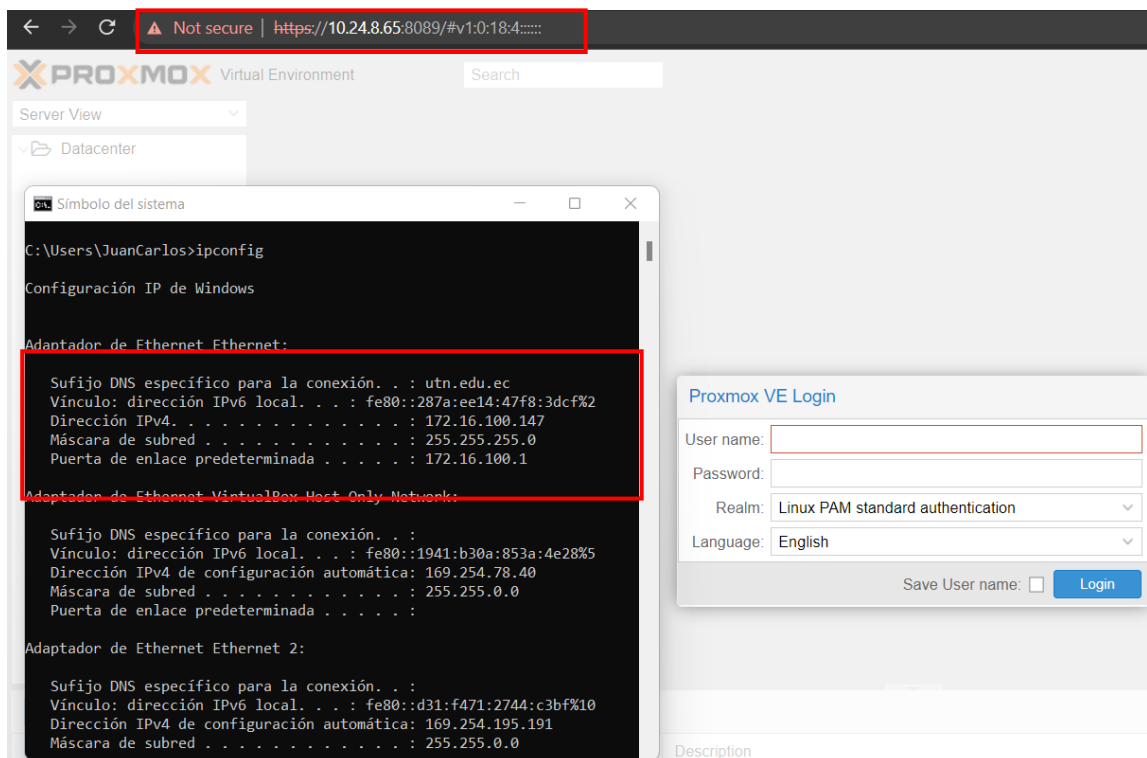 Not secure | https://10.24.8.65:8089/#v1:0:18:4::::::
PROXMOX Virtual Environment Search
Server View
Datacenter
Símbolo del sistema
C:\Users\JuanCarlos>ipconfig
Configuración IP de Windows
Adaptador de Ethernet Ethernet:
Sufijo DNS específico para la conexión. . : utn.edu.ec
Vínculo: dirección IPv6 local. . . : fe80::287a:ee14:47f8:3dcf%2
Dirección IPv4. . . . . . . . . . . . . . : 172.16.100.147
Máscara de subred . . . . . . . . . . . . : 255.255.255.0
Puerta de enlace predeterminada . . . . . : 172.16.100.1
Adaptador de Ethernet VirtualBox Host-Only Network:
Sufijo DNS específico para la conexión. . :
Vínculo: dirección IPv6 local. . . : fe80::1941:b30a:853a:4e28%5
Dirección IPv4 de configuración automática: 169.254.78.40
Máscara de subred . . . . . . . . . . . . : 255.255.0.0
Puerta de enlace predeterminada . . . . . :
Adaptador de Ethernet Ethernet 2:
Sufijo DNS específico para la conexión. . :
Vínculo: dirección IPv6 local. . . : fe80::d31:f471:2744:c3bf%10
Dirección IPv4 de configuración automática: 169.254.195.191
Máscara de subred . . . . . . . . . . . . : 255.255.0.0
Proxmox VE Login
User name:
Password:
Realm: Linux PAM standard authentication
Language: English
Save User name: Login
Description